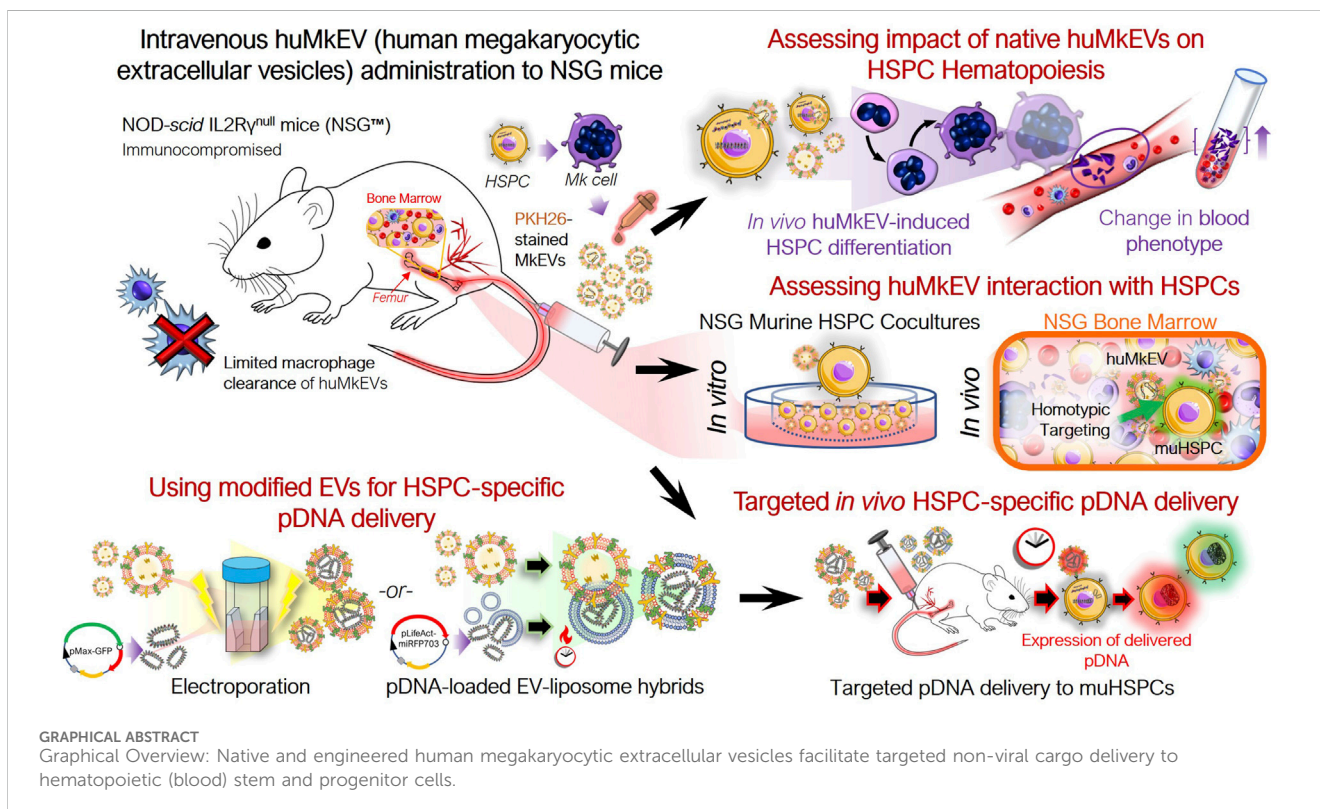 Intravenous huMkEV (human megakaryocytic
extracellular vesicles) administration to NSG mice
NOD-scid IL2Rγnull mice (NSG™)
Immunocompromised
HSPC
Mk cell
Bone Marrow
Femur
PKH26-
stained
MkEVs
Limited macrophage
clearance of huMkEVs
Assessing impact of native huMkEVs on
HSPC Hematopoiesis
In vivo huMkEV-induced
HSPC differentiation
Change in blood
phenotype
Assessing huMkEV interaction with HSPCs
NSG Murine HSPC Cocultures
In vitro
NSG Bone Marrow
In vivo
huMkEV
Homotypic
Targeting
muHSPC
Using modified EVs for HSPC-specific
pDNA delivery
pMax-GFP
Electroporation
-or-
pLifeAct-
miRFP703
pDNA-loaded EV-liposome hybrids
Targeted in vivo HSPC-specific pDNA delivery
Expression of delivered
pDNA
Targeted pDNA delivery to muHSPCs
GRAPHICAL ABSTRACT
Graphical Overview: Native and engineered human megakaryocytic extracellular vesicles facilitate targeted non-viral cargo delivery to
hematopoietic (blood) stem and progenitor cells.